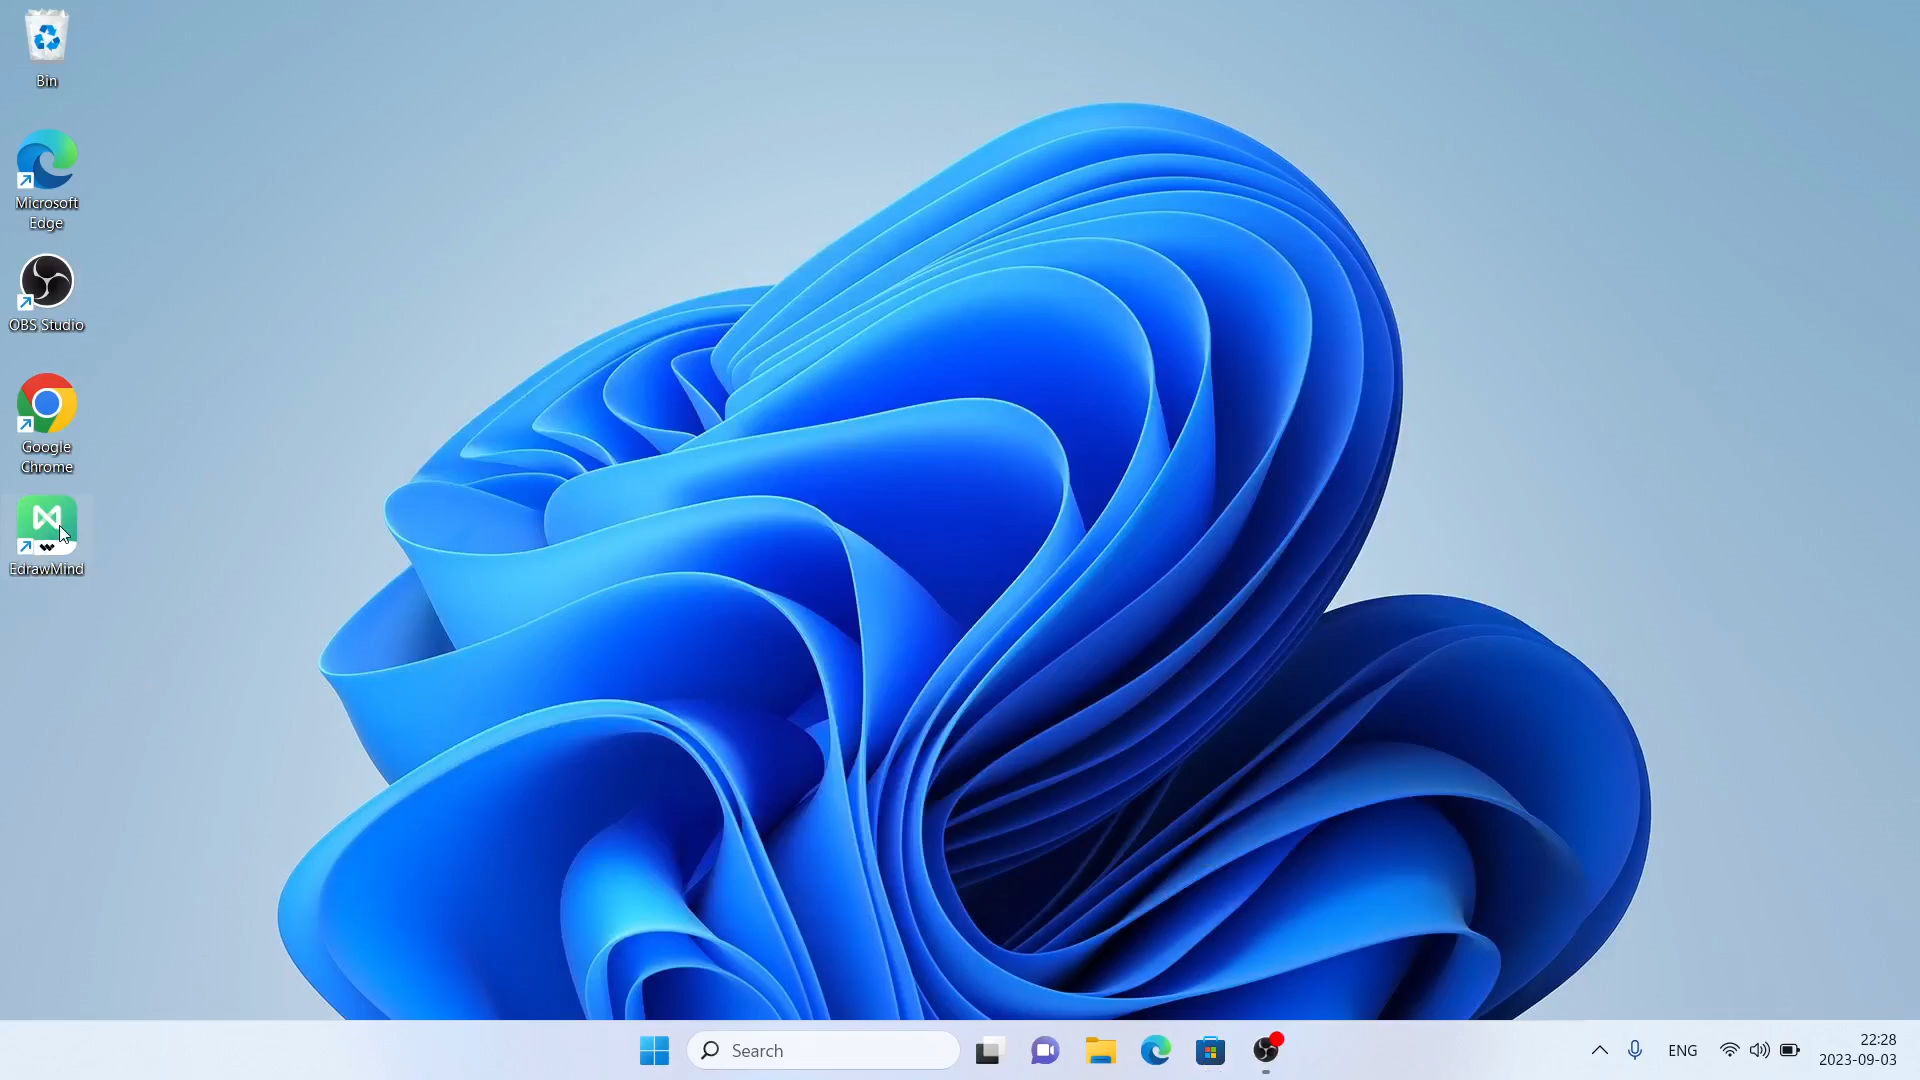 Bin
Microsoft
Edge
OBS Studio
Google
Chrome
EdrawMind
Search
ENG
22:28
2023-09-03